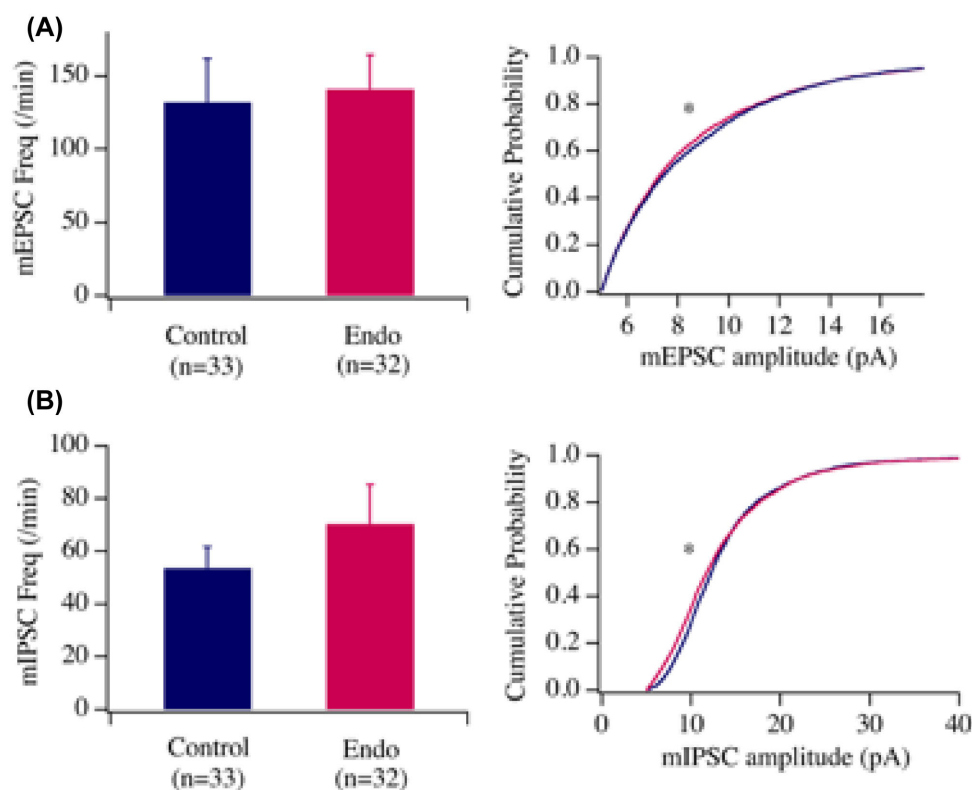 (A)
mEPSC Freq (/min)
150
100
50
0
Control
(n=33)
Endo
(n=32)
Cumulative Probability
1.0
0.8
0.6
0.4
0.2
0.0
*
6 8 10 12 14 16
mEPSC amplitude (pA)
(B)
mIPSC Freq (/min)
100
80
60
40
20
0
Control
(n=33)
Endo
(n=32)
Cumulative Probability
1.0
0.8
0.6
0.4
0.2
0.0
*
0 10 20 30 40
mIPSC amplitude (pA)